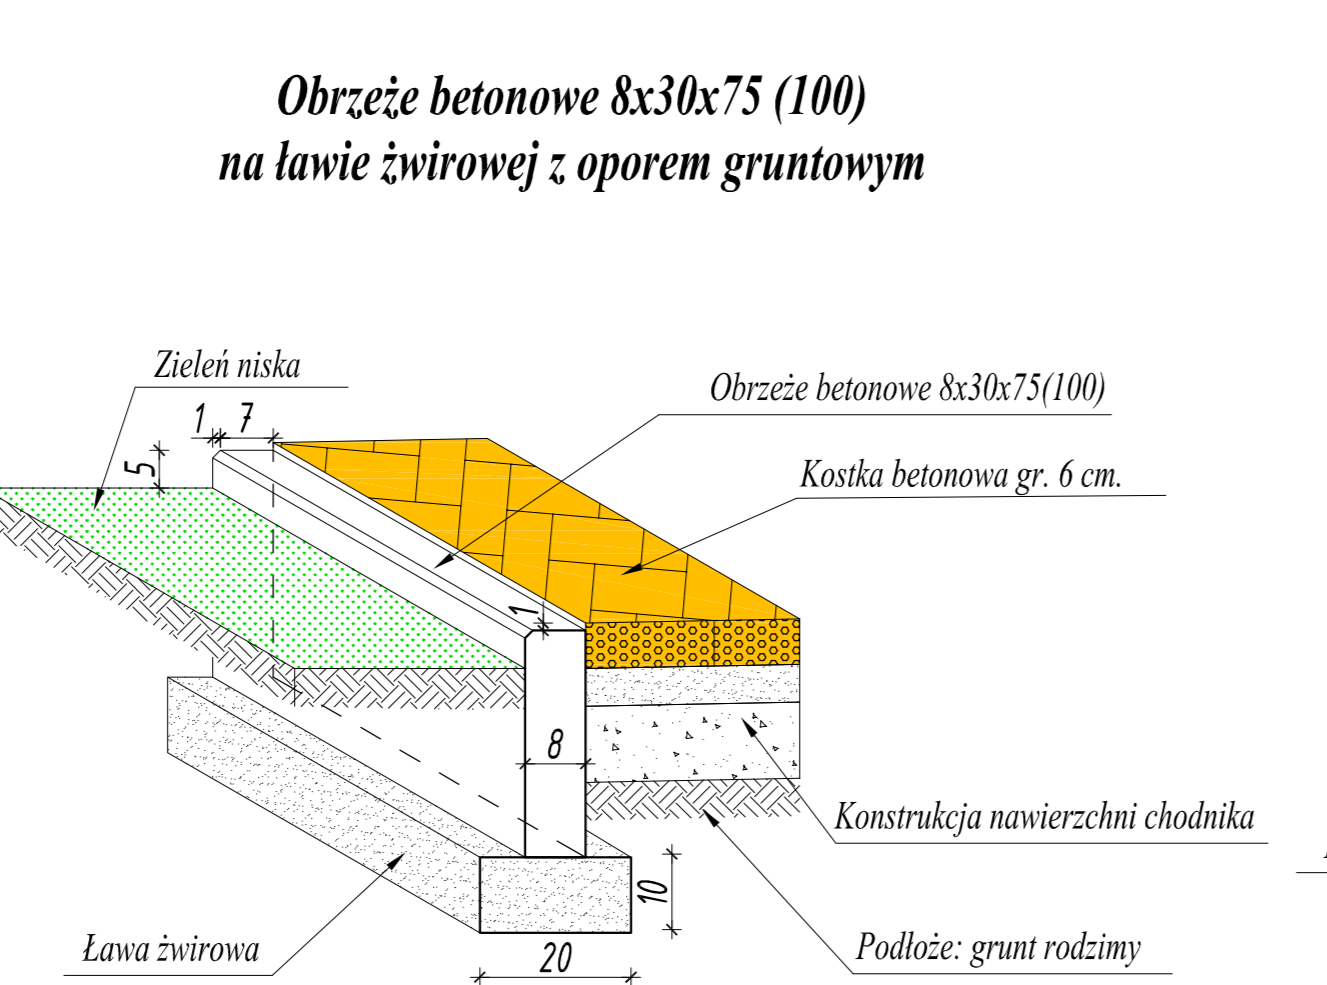 Obrzeże betonowe 8x30x75 (100)
na ławie żwirowej z oporem gruntowym
Zieleń niska
Obrzeże betonowe 8x30x75(100)
1 7
5
Kostka betonowa gr. 6 cm.
1
8
Konstrukcja nawierzchni chodnika
10
Ława żwirowa
20
Podłoże: grunt rodzimy